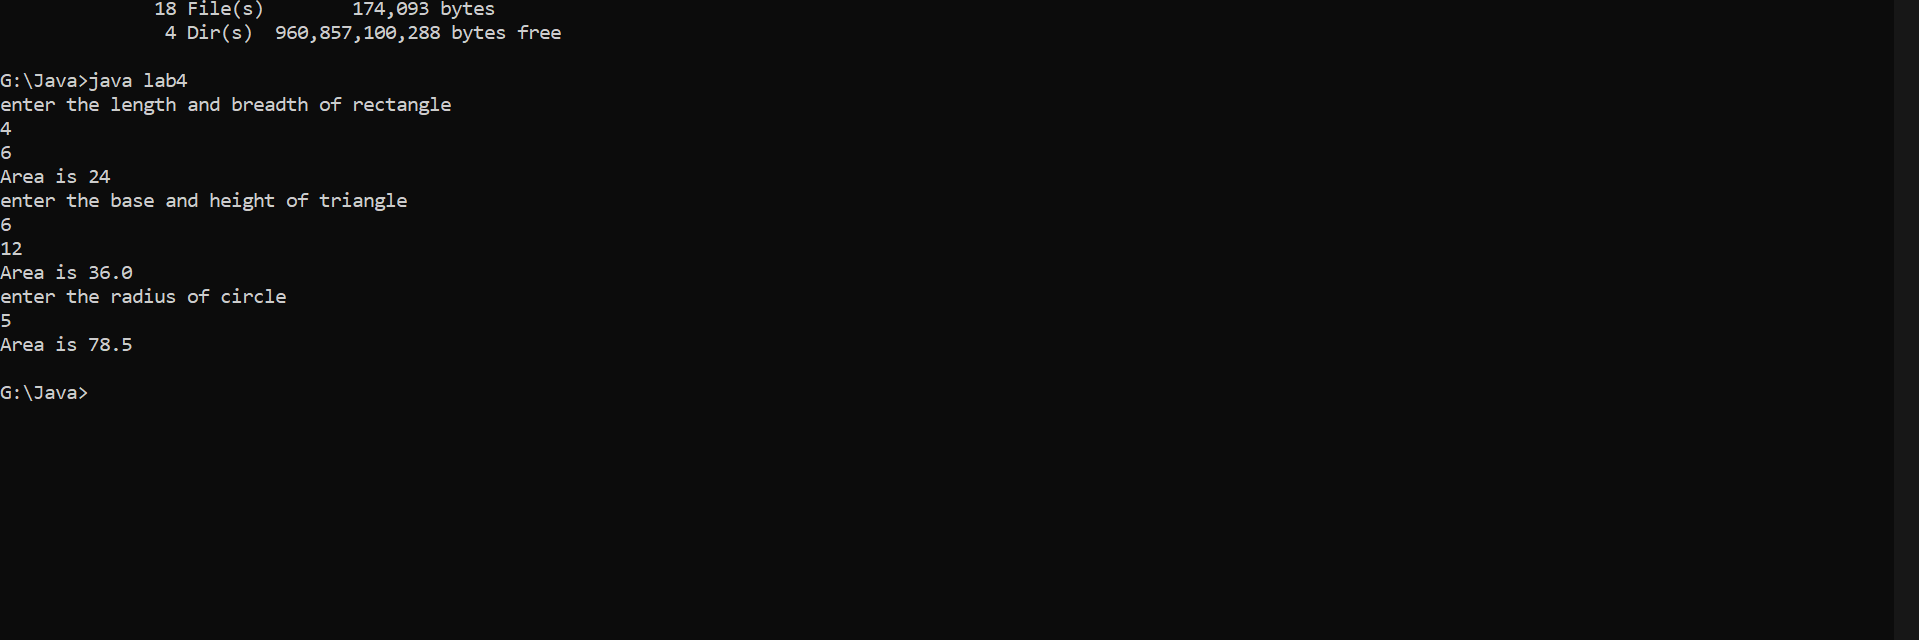 18 File(s)        174,093 bytes
4 Dir(s)  960,857,100,288 bytes free
G:\Java>java lab4
enter the length and breadth of rectangle
4
6
Area is 24
enter the base and height of triangle
6
12
Area is 36.0
enter the radius of circle
5
Area is 78.5
G:\Java>